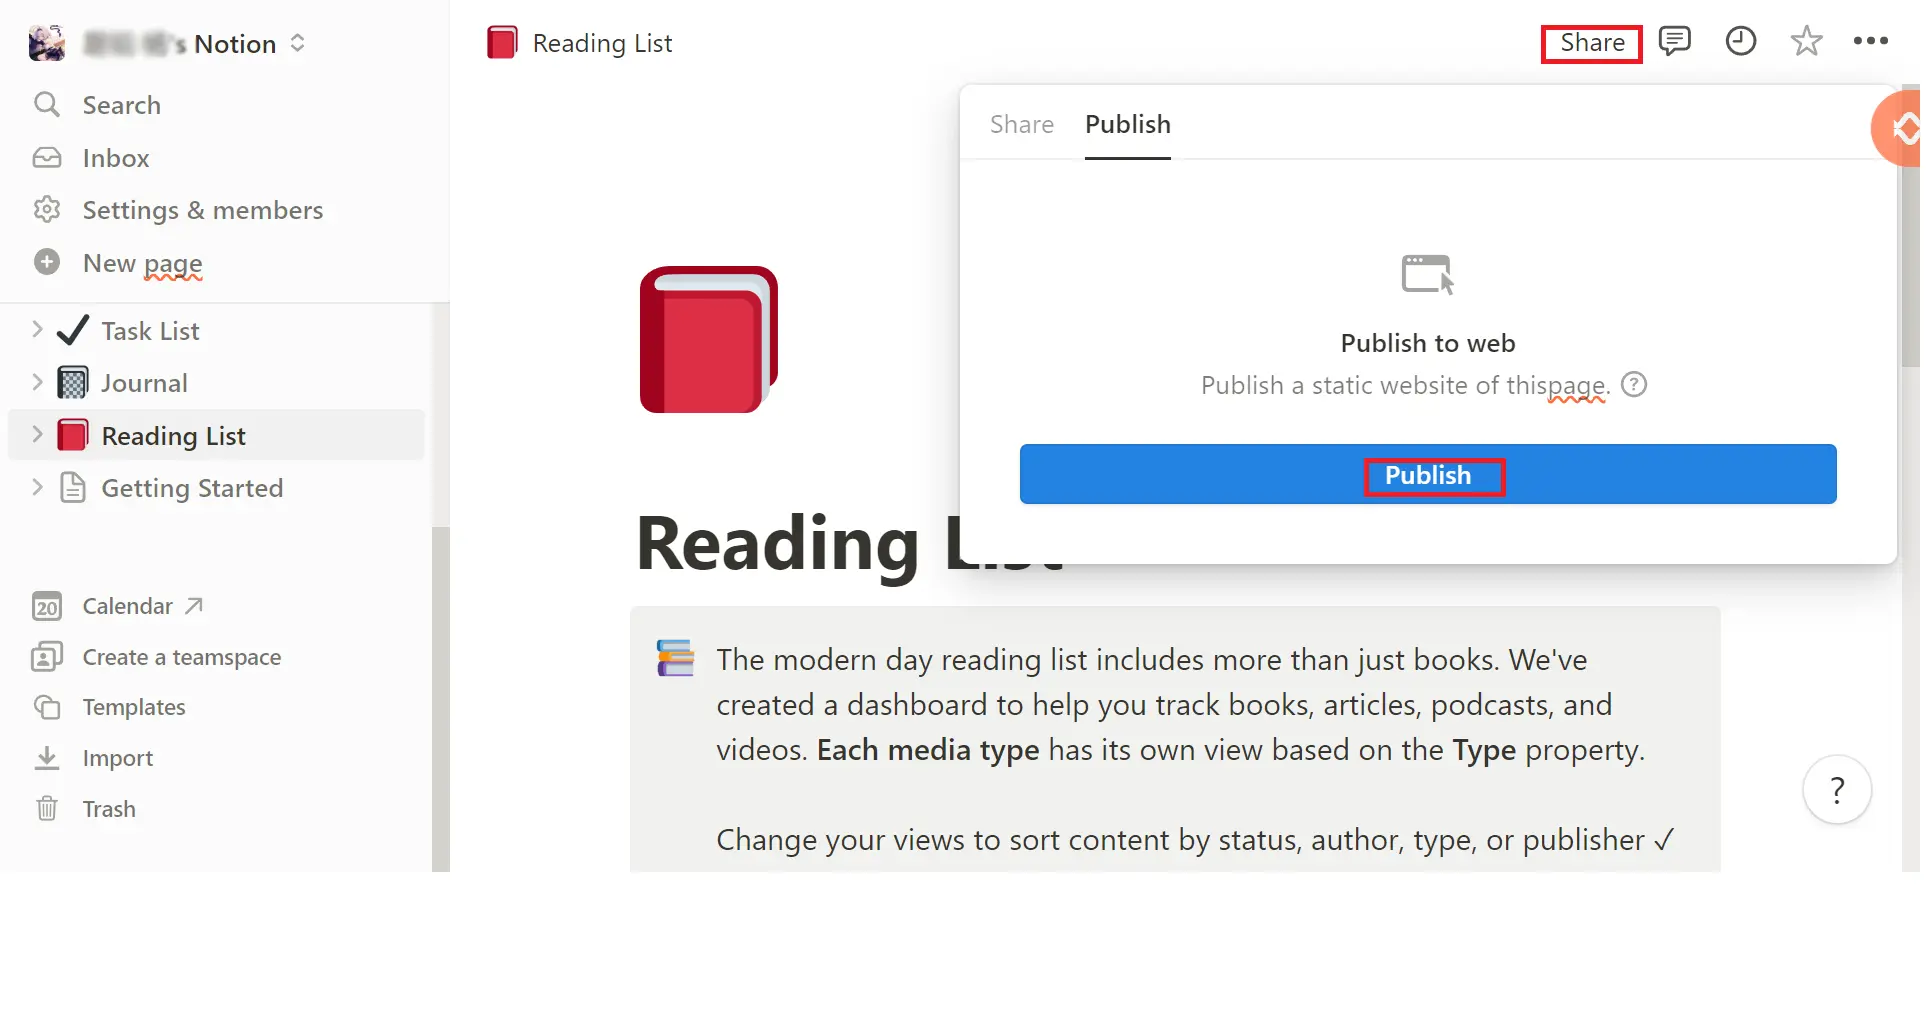 's Notion
Search
Inbox
Settings & members
New page
Task List
Journal
Reading List
Getting Started
20 Calendar
Create a teamspace
Templates
Import
Trash
Reading List
Share
Share Publish
Publish to web
Publish a static website of thispage. ?
Publish
Reading List
The modern day reading list includes more than just books. We've
created a dashboard to help you track books, articles, podcasts, and
videos. Each media type has its own view based on the Type property.
Change your views to sort content by status, author, type, or publisher ✓
?